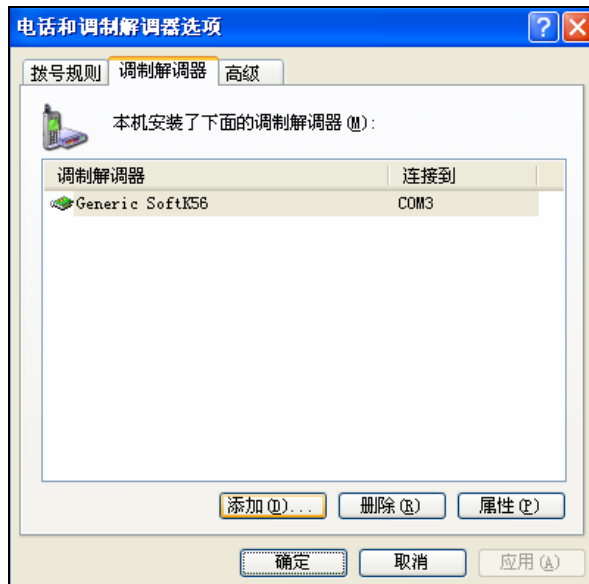 电话和调制解调器选项
拨号规则 调制解调器 高级
本机安装了下面的调制解调器(M):
调制解调器 连接到
Generic SoftK56 COM3
添加(D)... 删除(R) 属性(P)
确定 取消 应用(A)